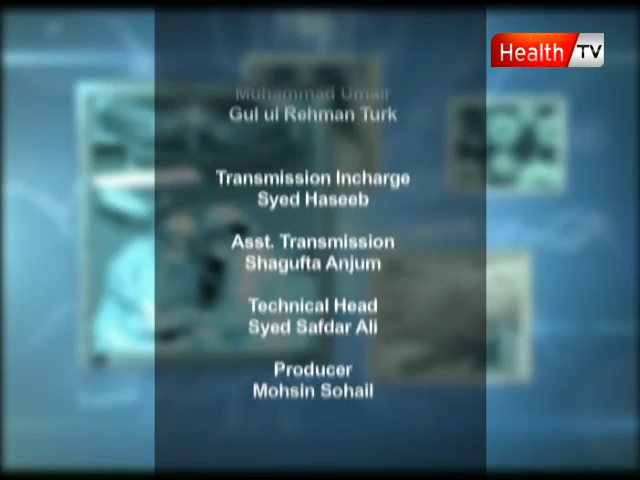 Health TV
Mohammad Umair
Gul ul Rehman Turk
Transmission Incharge
Syed Haseeb
Asst. Transmission
Shagufta Anjum
Technical Head
Syed Safdar Ali
Producer
Mohsin Sohail